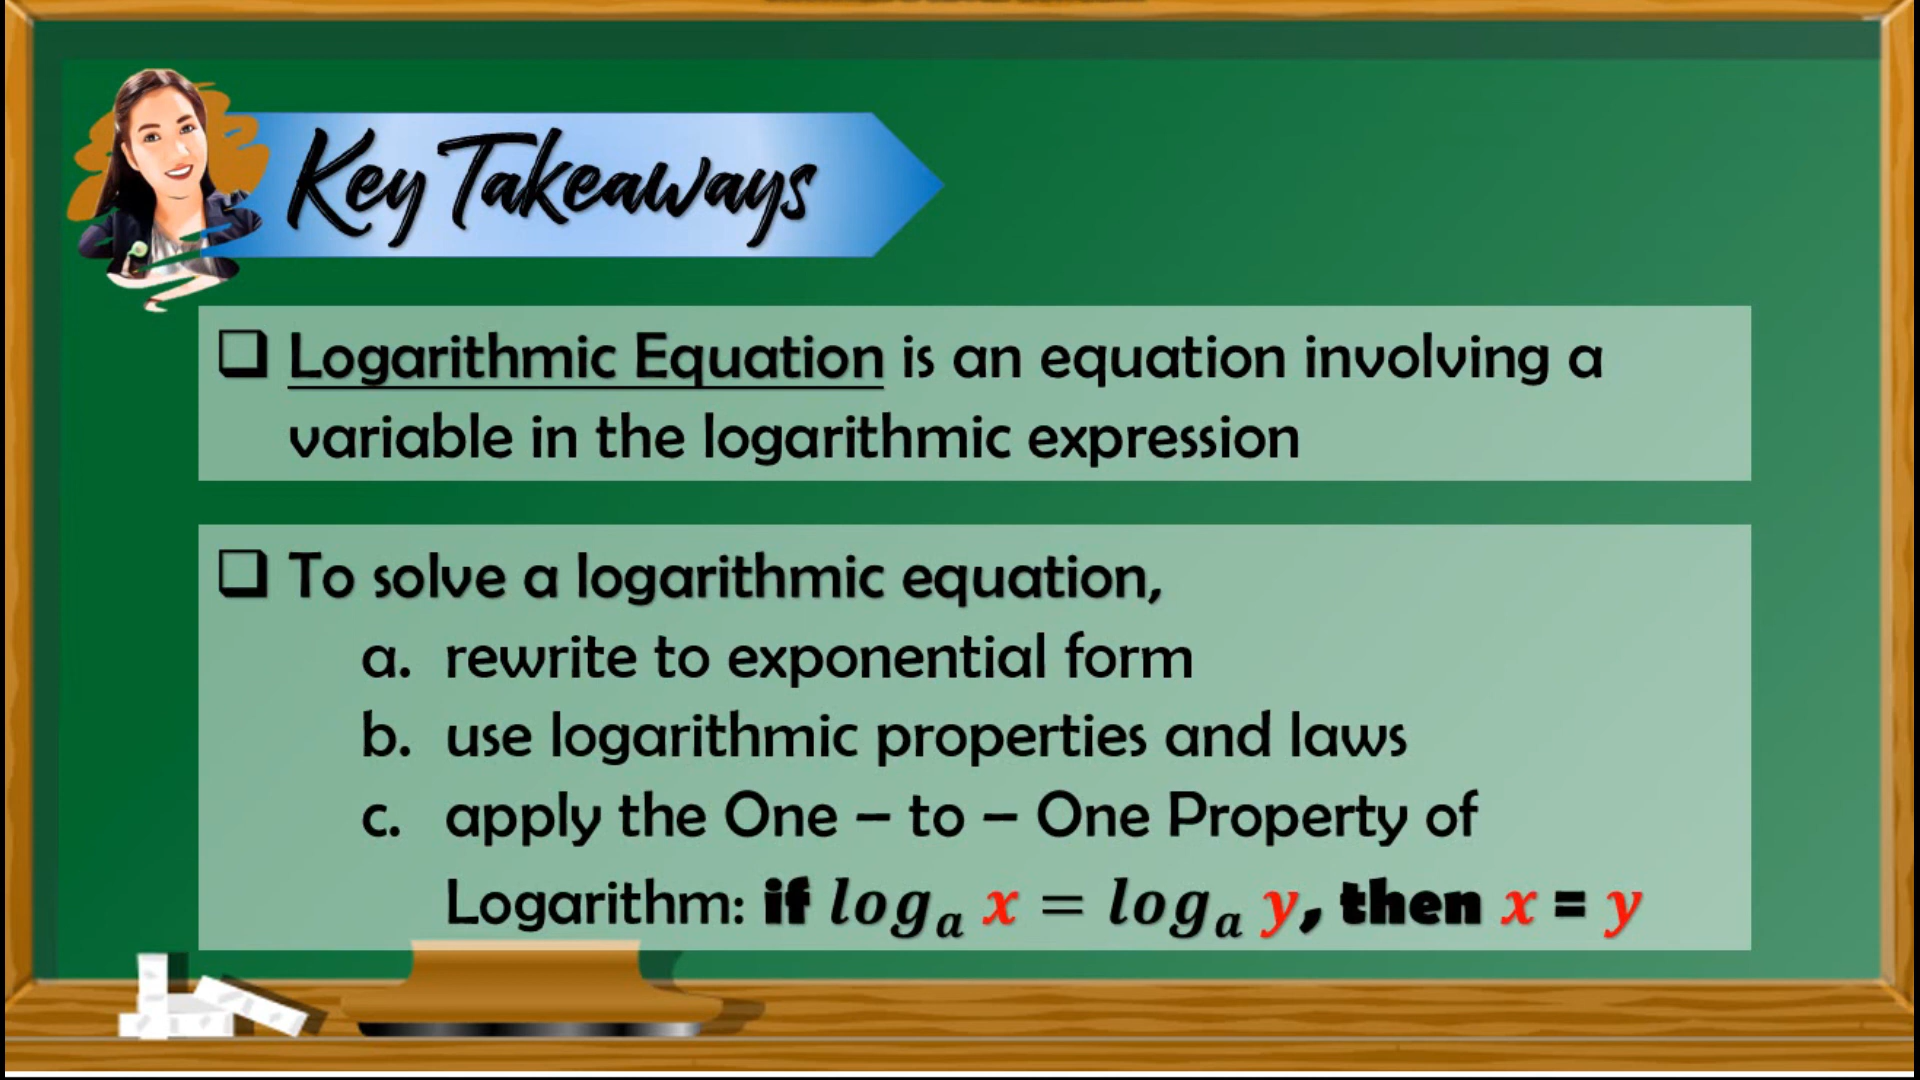 Key Takeaways
❑ Logarithmic Equation is an equation involving a
variable in the logarithmic expression
❑ To solve a logarithmic equation,
a. rewrite to exponential form
b. use logarithmic properties and laws
c. apply the One – to – One Property of
Logarithm: if logₐ x = logₐ y, then x = y